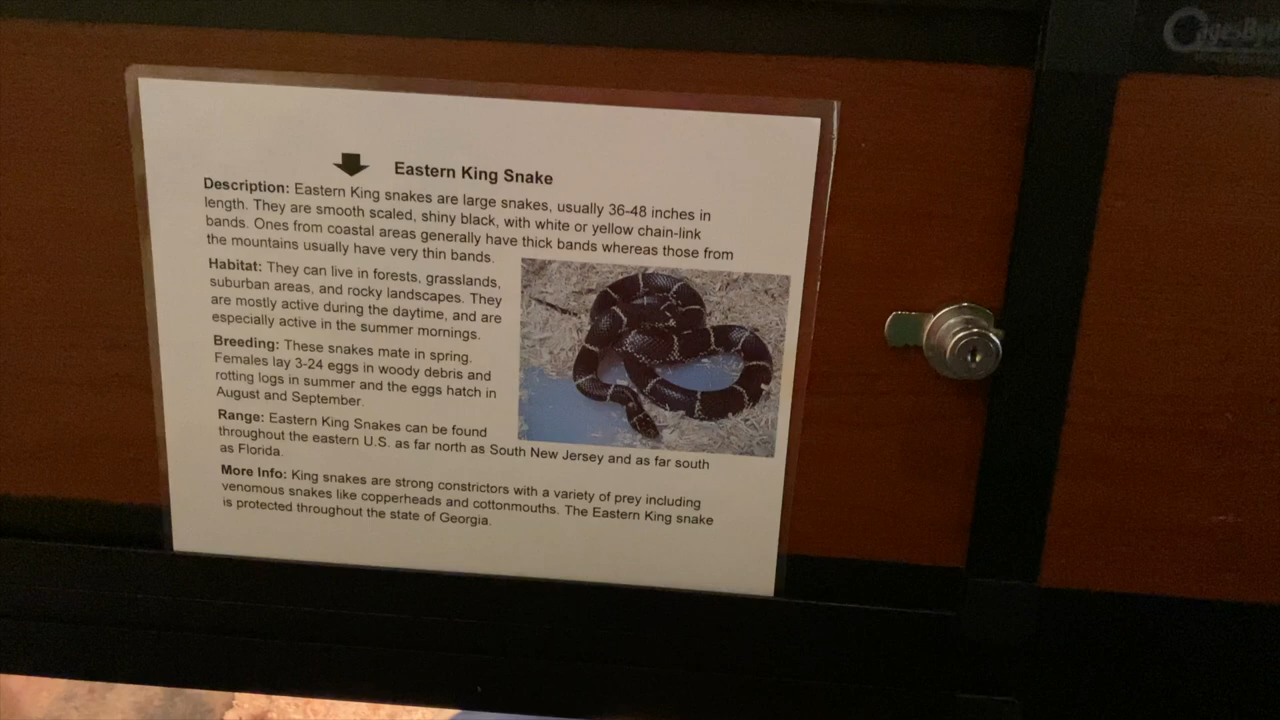 Eastern King Snake
Description: Eastern King snakes are large snakes, usually 36-48 inches in
length. They are smooth scaled, shiny black, with white or yellow chain-link
bands. Ones from coastal areas generally have thick bands whereas those from
the mountains usually have very thin bands.
Habitat: They can live in forests, grasslands,
suburban areas, and rocky landscapes. They
are mostly active during the daytime, and are
especially active in the summer mornings.
Breeding: These snakes mate in spring.
Females lay 3-24 eggs in woody debris and
rotting logs in summer and the eggs hatch in
August and September.
Range: Eastern King Snakes can be found
throughout the eastern U.S. as far north as South New Jersey and as far south
as Florida.
More Info: King snakes are strong constrictors with a variety of prey including
venomous snakes like copperheads and cottonmouths. The Eastern King snake
is protected throughout the state of Georgia.